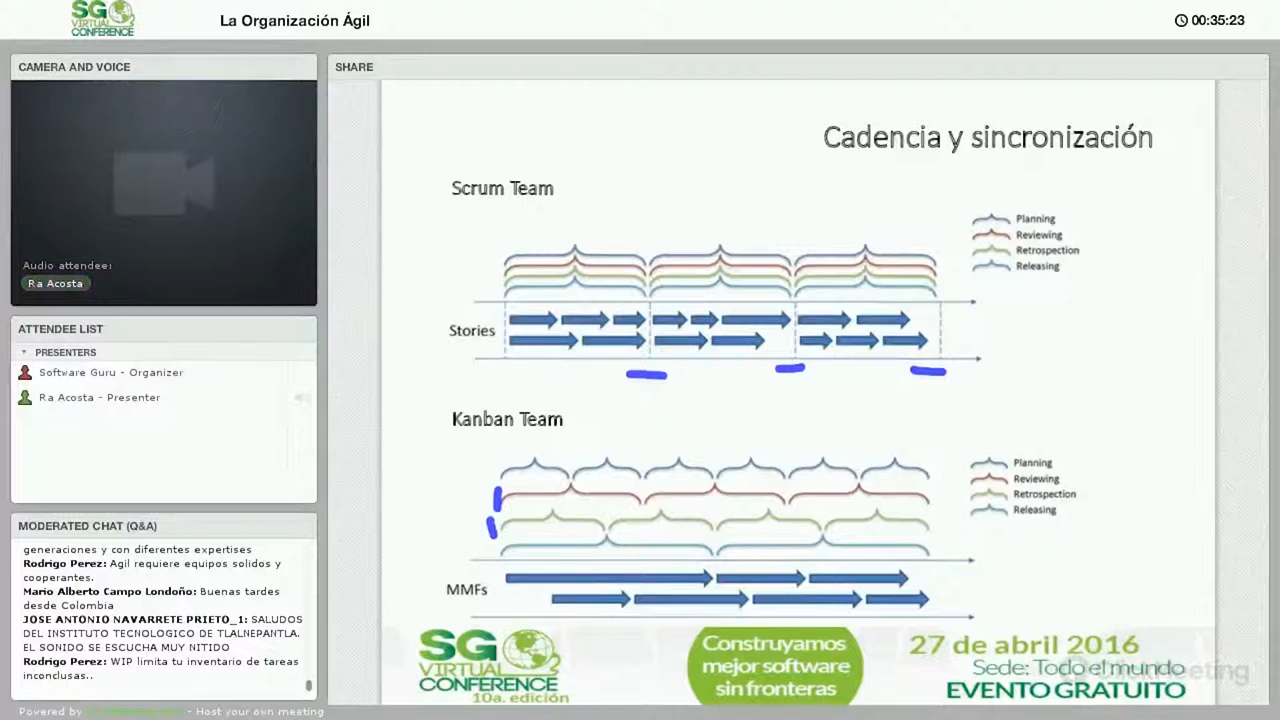 SG
VIRTUAL
CONFERENCE
La Organización Ágil
00:35:23
CAMERA AND VOICE
Audio attendee:
Ra Acosta
ATTENDEE LIST
PRESENTERS
Software Guru - Organizer
Ra Acosta - Presenter
MODERATED CHAT (Q&A)
generaciones y con diferentes expertises
Rodrigo Perez: Agil requiere equipos solidos y
cooperantes.
Mario Alberto Campo Londoño: Buenas tardes
desde Colombia
JOSE ANTONIO NAVARRETE PRIETO_1: SALUDOS
DEL INSTITUTO TECNOLOGICO DE TLALNEPANTLA.
EL SONIDO SE ESCUCHA MUY NITIDO
Rodrigo Perez: WIP limita tu inventario de tareas
inconclusas..
Powered by - Host your own meeting
SHARE
Cadencia y sincronización
Scrum Team
Planning
Reviewing
Retrospection
Releasing
Stories
Kanban Team
Planning
Reviewing
Retrospection
Releasing
MMFs
SG
VIRTUAL
CONFERENCE
10a. edición
Construyamos
mejor software
sin fronteras
27 de abril 2016
Sede: Todo el mundo
EVENTO GRATUITO
ClickMeeting